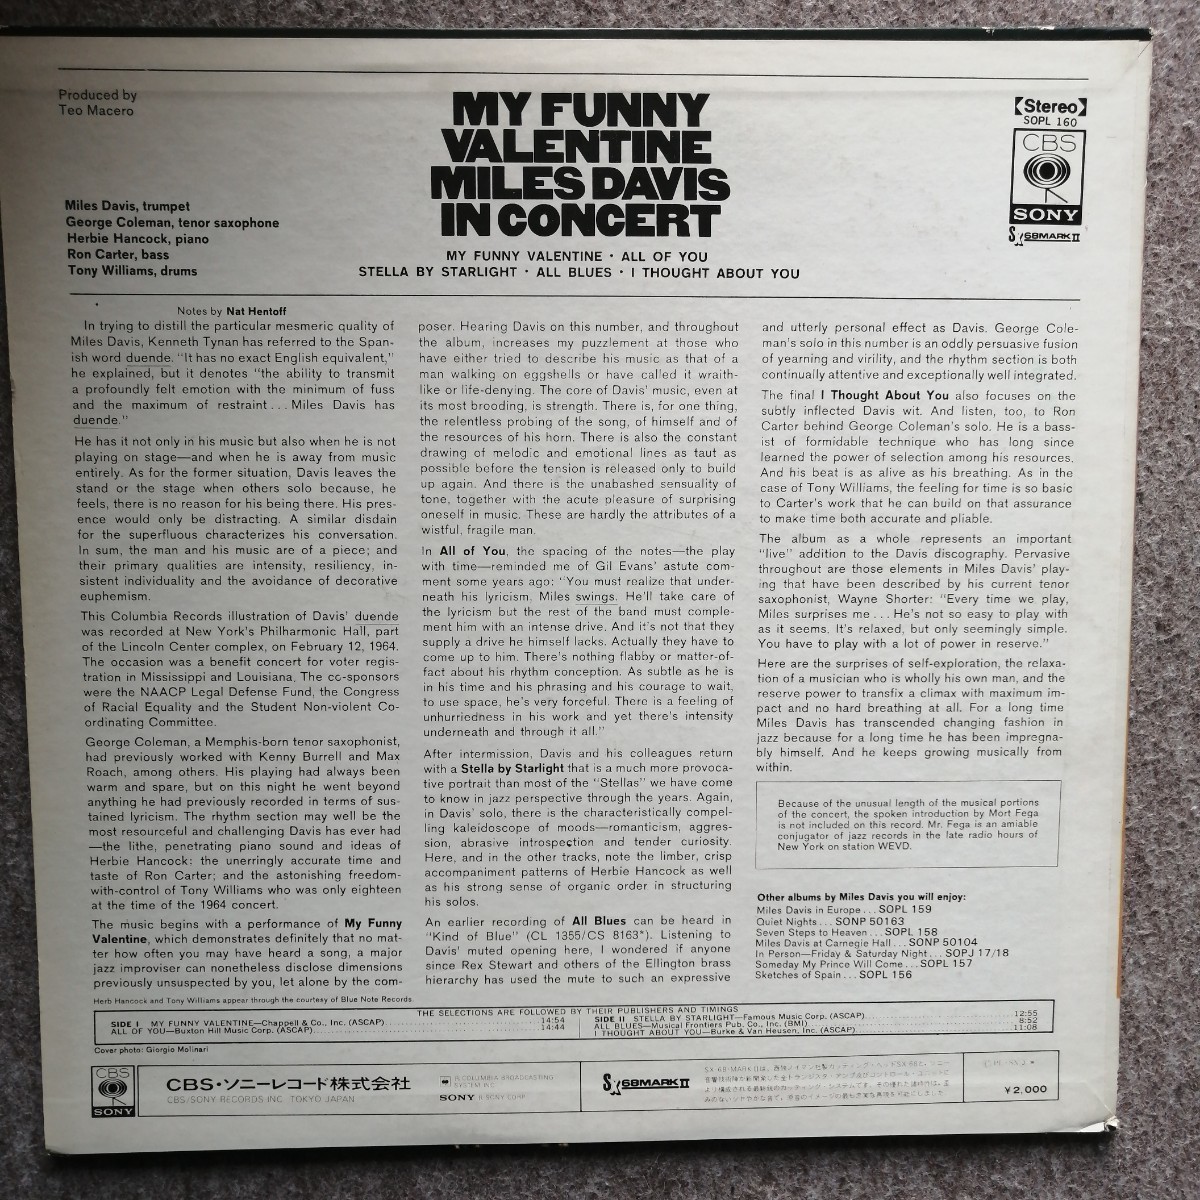 Produced by
Teo Macero
MY FUNNY
VALENTINE
MILES DAVIS
IN CONCERT
【Stereo】
SOPL 160
CBS
SONY
SX68MARK II
Miles Davis, trumpet
George Coleman, tenor saxophone
Herbie Hancock, piano
Ron Carter, bass
Tony Williams, drums
MY FUNNY VALENTINE · ALL OF YOU
STELLA BY STARLIGHT · ALL BLUES · I THOUGHT ABOUT YOU
Notes by Nat Hentoff
In trying to distill the particular mesmeric quality of
Miles Davis, Kenneth Tynan has referred to the Span-
ish word duende. "It has no exact English equivalent,"
he explained, but it denotes "the ability to transmit
a profoundly felt emotion with the minimum of fuss
and the maximum of restraint... Miles Davis has
duende."
He has it not only in his music but also when he is not
playing on stage—and when he is away from music
entirely. As for the former situation, Davis leaves the
stand or the stage when others solo because, he
feels, there is no reason for his being there. His pres-
ence would only be distracting. A similar disdain
for the superfluous characterizes his conversation.
In sum, the man and his music are of a piece; and
their primary qualities are intensity, resiliency, in-
sistent individuality and the avoidance of decorative
euphemism.
This Columbia Records illustration of Davis' duende
was recorded at New York's Philharmonic Hall, part
of the Lincoln Center complex, on February 12, 1964.
The occasion was a benefit concert for voter regis-
tration in Mississippi and Louisiana. The cc-sponsors
were the NAACP Legal Defense Fund, the Congress
of Racial Equality and the Student Non-violent Co-
ordinating Committee.
George Coleman, a Memphis-born tenor saxophonist,
had previously worked with Kenny Burrell and Max
Roach, among others. His playing had always been
warm and spare, but on this night he went beyond
anything he had previously recorded in terms of sus-
tained lyricism. The rhythm section may well be the
most resourceful and challenging Davis has ever had
—the lithe, penetrating piano sound and ideas of
Herbie Hancock: the unerringly accurate time and
taste of Ron Carter; and the astonishing freedom-
with-control of Tony Williams who was only eighteen
at the time of the 1964 concert.
The music begins with a performance of My Funny
Valentine, which demonstrates definitely that no mat-
ter how often you may have heard a song, a major
jazz improviser can nonetheless disclose dimensions
previously unsuspected by you, let alone by the com-
poser. Hearing Davis on this number, and throughout
the album, increases my puzzlement at those who
have either tried to describe his music as that of a
man walking on eggshells or have called it wraith-
like or life-denying. The core of Davis' music, even at
its most brooding, is strength. There is, for one thing,
the relentless probing of the song, of himself and of
the resources of his horn. There is also the constant
drawing of melodic and emotional lines as taut as
possible before the tension is released only to build
up again. And there is the unabashed sensuality of
tone, together with the acute pleasure of surprising
oneself in music. These are hardly the attributes of a
wistful, fragile man.
In All of You, the spacing of the notes—the play
with time—reminded me of Gil Evans' astute com-
ment some years ago: "You must realize that under-
neath his lyricism. Miles swings. He'll take care of
the lyricism but the rest of the band must comple-
ment him with an intense drive. And it's not that they
supply a drive he himself lacks. Actually they have to
come up to him. There's nothing flabby or matter-of-
fact about his rhythm conception. As subtle as he is
in his time and his phrasing and his courage to wait,
to use space, he's very forceful. There is a feeling of
unhurriedness in his work and yet there's intensity
underneath and through it all."
After intermission, Davis and his colleagues return
with a Stella by Starlight that is a much more provoca-
tive portrait than most of the "Stellas" we have come
to know in jazz perspective through the years. Again,
in Davis' solo, there is the characteristically compel-
ling kaleidoscope of moods—romanticism, aggres-
sion, abrasive introspection and tender curiosity.
Here, and in the other tracks, note the limber, crisp
accompaniment patterns of Herbie Hancock as well
as his strong sense of organic order in structuring
his solos.
An earlier recording of All Blues can be heard in
"Kind of Blue" (CL 1355/CS 8163*). Listening to
Davis' muted opening here, I wondered if anyone
since Rex Stewart and others of the Ellington brass
hierarchy has used the mute to such an expressive
and utterly personal effect as Davis. George Cole-
man's solo in this number is an oddly persuasive fusion
of yearning and virility, and the rhythm section is both
continually attentive and exceptionally well integrated.
The final I Thought About You also focuses on the
subtly inflected Davis wit. And listen, too, to Ron
Carter behind George Coleman's solo. He is a bass-
ist of formidable technique who has long since
learned the power of selection among his resources.
And his beat is as alive as his breathing. As in the
case of Tony Williams, the feeling for time is so basic
to Carter's work that he can build on that assurance
to make time both accurate and pliable.
The album as a whole represents an important
"live" addition to the Davis discography. Pervasive
throughout are those elements in Miles Davis' play-
ing that have been described by his current tenor
saxophonist, Wayne Shorter: "Every time we play,
Miles surprises me ... He's not so easy to play with
as it seems. It's relaxed, but only seemingly simple.
You have to play with a lot of power in reserve."
Here are the surprises of self-exploration, the relaxa-
tion of a musician who is wholly his own man, and the
reserve power to transfix a climax with maximum im-
pact and no hard breathing at all. For a long time
Miles Davis has transcended changing fashion in
jazz because for a long time he has been impregna-
bly himself. And he keeps growing musically from
within.
Because of the unusual length of the musical portions
of the concert, the spoken introduction by Mort Fega
is not included on this record. Mr. Fega is an amiable
conjugator of jazz records in the late radio hours of
New York on station WEVD.
Other albums by Miles Davis you will enjoy:
Miles Davis in Europe... SOPL 159
Quiet Nights... SONP 50163
Seven Steps to Heaven... SOPL 158
Miles Davis at Carnegie Hall... SONP 50104
In Person—Friday & Saturday Night... SOPJ 17/18
Someday My Prince Will Come... SOPL 157
Sketches of Spain... SOPL 156
Herb Hancock and Tony Williams appear through the courtesy of Blue Note Records
THE SELECTIONS ARE FOLLOWED BY THEIR PUBLISHERS AND TIMINGS
SIDE I MY FUNNY VALENTINE—Chappell & Co., Inc. (ASCAP) 14:54
ALL OF YOU—Buxton Hill Music Corp. (ASCAP) 14:44
SIDE II STELLA BY STARLIGHT—Famous Music Corp. (ASCAP) 12:55
ALL BLUES—Musical Frontiers Pub. Co., Inc. (BMI) 8:52
I THOUGHT ABOUT YOU—Burke & Van Heusen, Inc. (ASCAP) 11:08
Cover photo: Giorgio Molinari
CBS
SONY
CBS・ソニーレコード株式会社
CBS/SONY RECORDS INC. TOKYO JAPAN
COLUMBIA BROADCASTING
SYSTEM INC.
SONY SONY CORP.
SX68MARK II
¥2,000